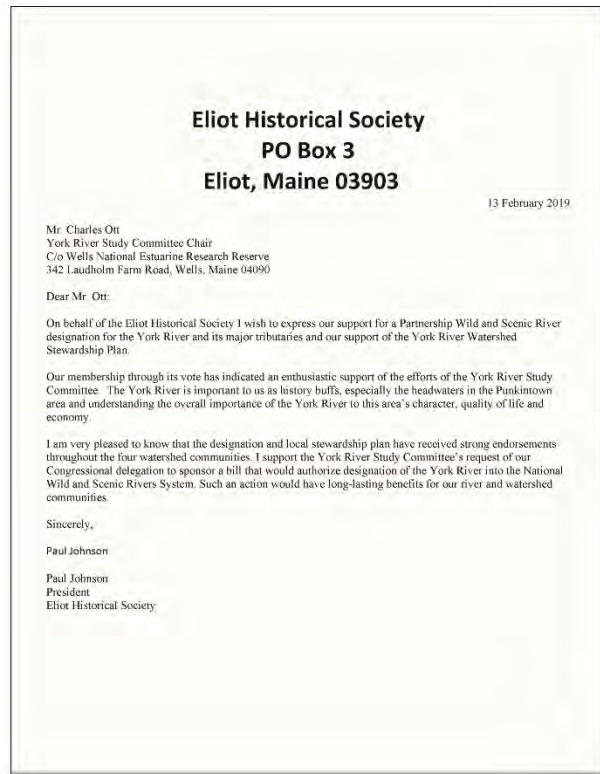 Eliot Historical Society
PO Box 3
Eliot, Maine 03903
13 February 2019
Mr. Charles Ott
York River Study Committee Chair
C/o Wells National Estuarine Research Reserve
342 Laudholm Farm Road, Wells, Maine 04090
Dear Mr. Ott:
On behalf of the Eliot Historical Society I wish to express our support for a Partnership Wild and Scenic River
designation for the York River and its major tributaries and our support of the York River Watershed
Stewardship Plan.
Our membership through its vote has indicated an enthusiastic support of the efforts of the York River Study
Committee. The York River is important to us as history buffs, especially the headwaters in the Punkintown
area and understanding the overall importance of the York River to this area's character, quality of life and
economy.
I am very pleased to know that the designation and local stewardship plan have received strong endorsements
throughout the four watershed communities. I support the York River Study Committee's request of our
Congressional delegation to sponsor a bill that would authorize designation of the York River into the National
Wild and Scenic Rivers System. Such an action would have long-lasting benefits for our river and watershed
communities.
Sincerely,
Paul Johnson
Paul Johnson
President
Eliot Historical Society